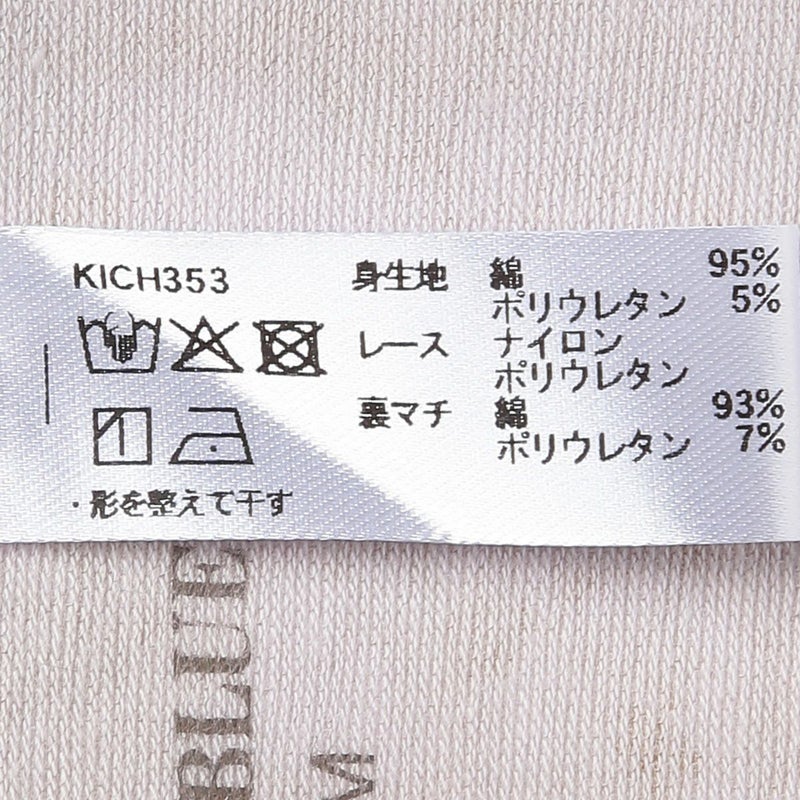 KICH353
身生地 綿 95%
ポリウレタン 5%
レース ナイロン
ポリウレタン
裏マチ 綿 93%
ポリウレタン 7%
・形を整えて干す
BLUE
M